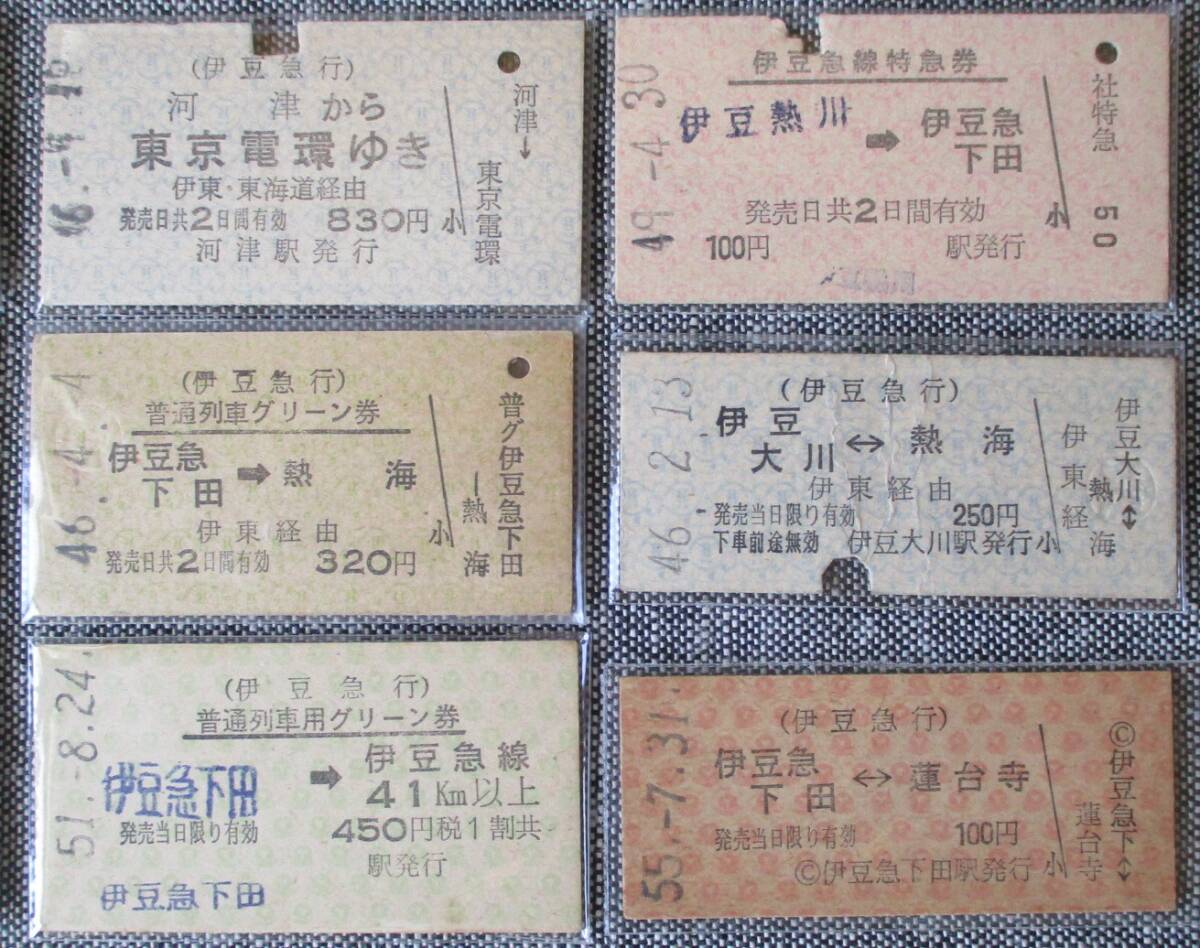 46.-4.12
(伊豆急行)
河津から
東京電環ゆき
伊東・東海道経由
発売日共2日間有効 830円
河津駅発行
小
河津→
東京電環
49.-4.30
伊豆急線特急券
伊豆熱川 ➡ 伊豆急下田
発売日共2日間有効
100円 駅発行
小
社特急 50
46.-4.-4
(伊豆急行)
普通列車グリーン券
伊豆急下田 ➡ 熱海
伊東経由
発売日共2日間有効 320円
小
普グ伊豆急下田
―熱海
46.-2.13
(伊豆急行)
伊豆大川 ↔ 熱海
伊東経由
発売当日限り有効 250円
下車前途無効 伊豆大川駅発行
小
伊豆大川↔
熱海
伊東経
51.-8.24
(伊豆急行)
普通列車用グリーン券
伊豆急下田 ➡ 伊豆急線
41Km以上
発売当日限り有効 450円税1割共
駅発行
伊豆急下田
55.-7.31
(伊豆急行)
伊豆急下田 ↔ 蓮台寺
発売当日限り有効 100円
©伊豆急下田駅発行
小
©伊豆急下↔
蓮台寺